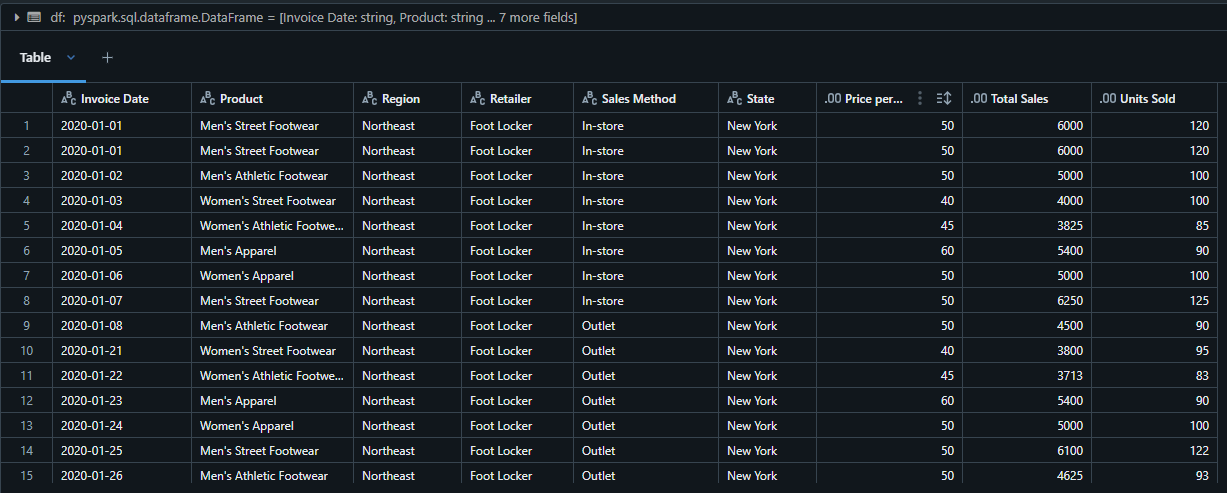 df: pyspark.sql.dataframe.DataFrame = [Invoice Date: string, Product: string ... 7 more fields]
Table +
ABC Invoice Date ABC Product ABC Region ABC Retailer ABC Sales Method ABC State .00 Price per... .00 Total Sales .00 Units Sold
1 2020-01-01 Men's Street Footwear Northeast Foot Locker In-store New York 50 6000 120
2 2020-01-01 Men's Street Footwear Northeast Foot Locker In-store New York 50 6000 120
3 2020-01-02 Men's Athletic Footwear Northeast Foot Locker In-store New York 50 5000 100
4 2020-01-03 Women's Street Footwear Northeast Foot Locker In-store New York 40 4000 100
5 2020-01-04 Women's Athletic Footwe... Northeast Foot Locker In-store New York 45 3825 85
6 2020-01-05 Men's Apparel Northeast Foot Locker In-store New York 60 5400 90
7 2020-01-06 Women's Apparel Northeast Foot Locker In-store New York 50 5000 100
8 2020-01-07 Men's Street Footwear Northeast Foot Locker In-store New York 50 6250 125
9 2020-01-08 Men's Athletic Footwear Northeast Foot Locker Outlet New York 50 4500 90
10 2020-01-21 Women's Street Footwear Northeast Foot Locker Outlet New York 40 3800 95
11 2020-01-22 Women's Athletic Footwe... Northeast Foot Locker Outlet New York 45 3713 83
12 2020-01-23 Men's Apparel Northeast Foot Locker Outlet New York 60 5400 90
13 2020-01-24 Women's Apparel Northeast Foot Locker Outlet New York 50 5000 100
14 2020-01-25 Men's Street Footwear Northeast Foot Locker Outlet New York 50 6100 122
15 2020-01-26 Men's Athletic Footwear Northeast Foot Locker Outlet New York 50 4625 93